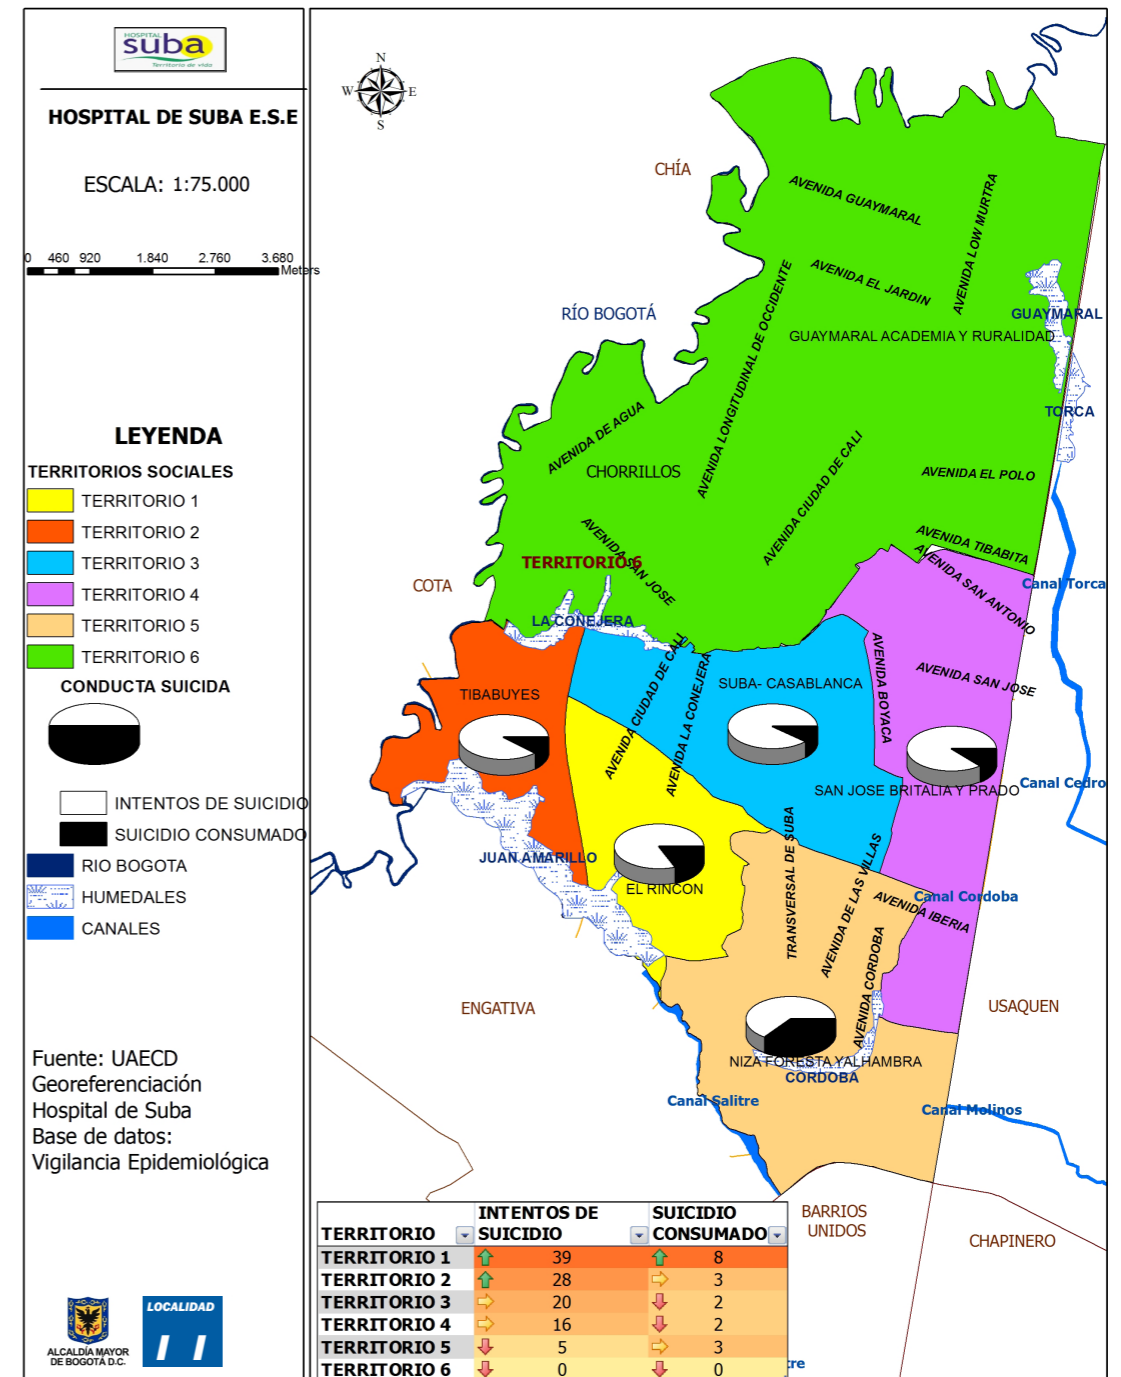 HOSPITAL
suba
Territorio de vida
HOSPITAL DE SUBA E.S.E
ESCALA: 1:75.000
0 460 920 1.840 2.760 3.680
Meters
LEYENDA
TERRITORIOS SOCIALES
TERRITORIO 1
TERRITORIO 2
TERRITORIO 3
TERRITORIO 4
TERRITORIO 5
TERRITORIO 6
CONDUCTA SUICIDA
INTENTOS DE SUICIDIO
SUICIDIO CONSUMADO
RIO BOGOTA
HUMEDALES
CANALES
Fuente: UAECD
Georeferenciación
Hospital de Suba
Base de datos:
Vigilancia Epidemiológica
ALCALDÍA MAYOR
DE BOGOTÁ D.C.
LOCALIDAD
11
N
W E
S
CHÍA
AVENIDA GUAYMARAL
AVENIDA LOW MURTRA
AVENIDA EL JARDIN
AVENIDA LONGITUDINAL DE OCCIDENTE
RÍO BOGOTÁ
GUAYMARAL
GUAYMARAL ACADEMIA Y RURALIDAD
TORCA
AVENIDA DE AGUA
CHORRILLOS
AVENIDA CIUDAD DE CALI
AVENIDA EL POLO
AVENIDA SAN JOSE
AVENIDA TIBABITA
AVENIDA SAN ANTONIO
TERRITORIO 6
COTA
Canal Torca
LA CONEJERA
AVENIDA CIUDAD DE CALI
AVENIDA LA CONEJERA
AVENIDA BOYACA
AVENIDA SAN JOSE
SUBA- CASABLANCA
TIBABUYES
Canal Cedro
SAN JOSE BRITALIA Y PRADO
TRANSVERSAL DE SUBA
AVENIDA DE LAS VILLAS
JUAN AMARILLO
EL RINCON
Canal Cordoba
AVENIDA IBERIA
AVENIDA CORDOBA
ENGATIVA
USAQUEN
NIZA FORESTA YALHAMBRA
CORDOBA
Canal Salitre
Canal Molinos
BARRIOS
UNIDOS
CHAPINERO
TERRITORIO INTENTOS DE SUICIDIO SUICIDIO CONSUMADO
TERRITORIO 1 39 8
TERRITORIO 2 28 3
TERRITORIO 3 20 2
TERRITORIO 4 16 2
TERRITORIO 5 5 3
TERRITORIO 6 0 0
tre